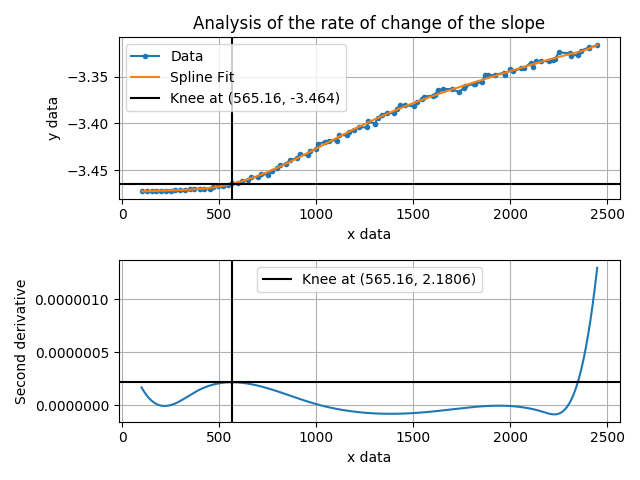 Analysis of the rate of change of the slope
Data
Spline Fit
Knee at (565.16, -3.464)
−3.35
−3.40
−3.45
y data
0 500 1000 1500 2000 2500
x data
Knee at (565.16, 2.1806)
0.0000010
0.0000005
0.0000000
Second derivative
0 500 1000 1500 2000 2500
x data